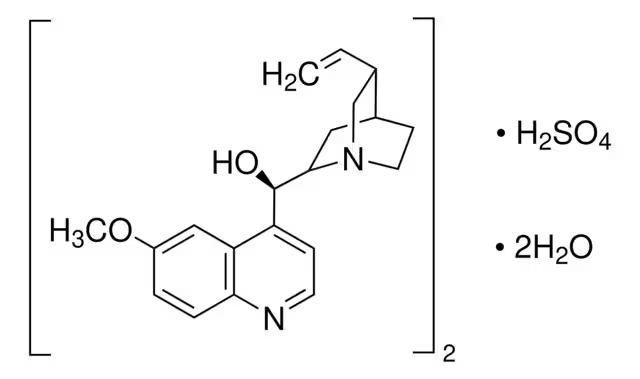 H₂C
HO
N
• H₂SO₄
H₃CO
• 2H₂O
N
2